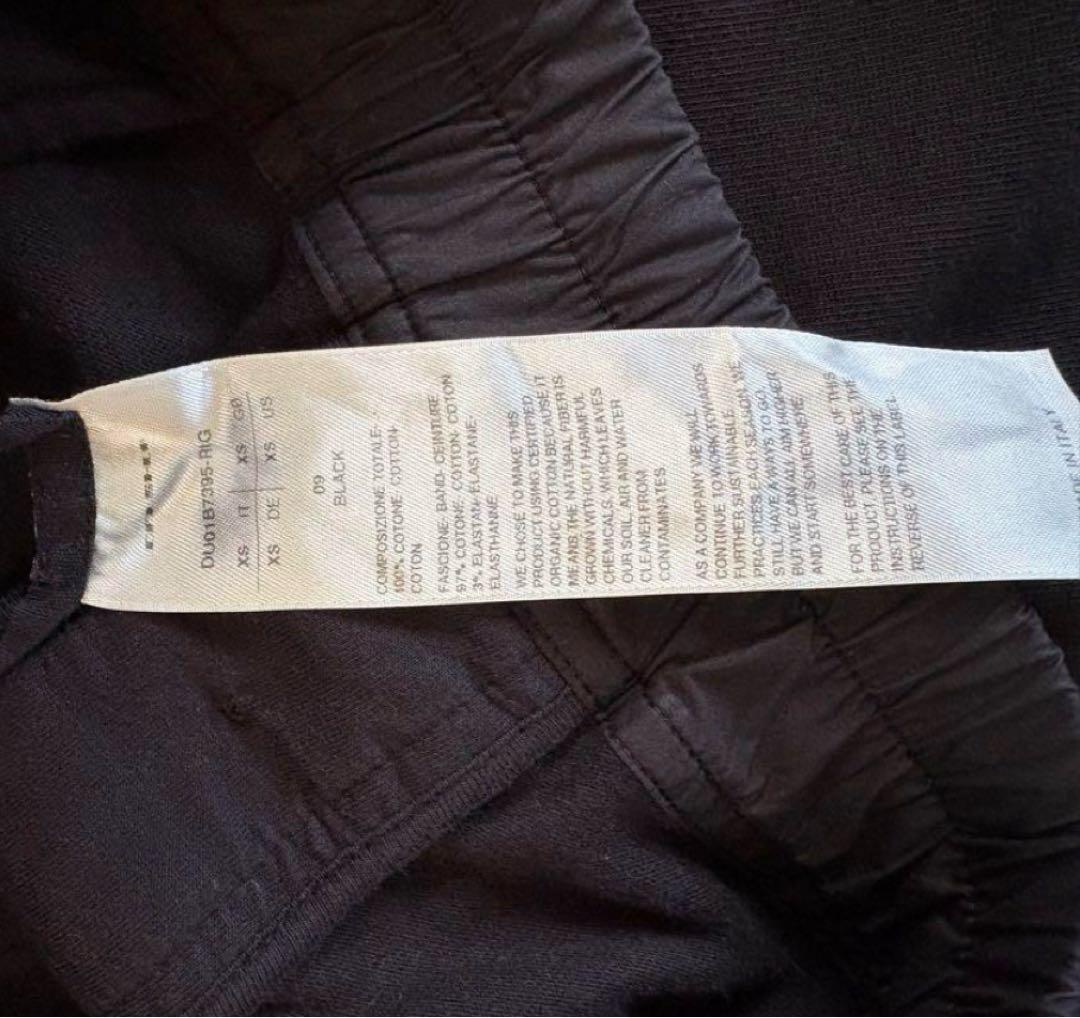 DU01B7395-RIG
XS IT XS GB
XS DE XS US
09
BLACK
COMPOSIZIONE TOTALE-
100% COTONE- COTTON-
COTON
FASCIONE- BAND- CEINTURE
97% COTONE- COTTON- COTON
3% ELASTAN- ELASTANE-
ELASTHANNE
WE CHOSE TO MAKE THIS
PRODUCT USING CERTIFIED
ORGANIC COTTON BECAUSE IT
MEANS THE NATURAL FIBER IS
GROWN WITHOUT HARMFUL
CHEMICALS, WHICH LEAVES
OUR SOIL, AIR AND WATER
CLEANER FROM
CONTAMINATES
AS A COMPANY WE WILL
CONTINUE TO WORK TOWARDS
FURTHER SUSTAINABLE
PRACTICES EACH SEASON. WE
STILL HAVE A WAYS TO GO
BUT WE CAN ALL AIM HIGHER
AND START SOMEWHERE
FOR THE BEST CARE OF THIS
PRODUCT PLEASE SEE THE
INSTRUCTIONS ON THE
REVERSE OF THIS LABEL
IN ITALY